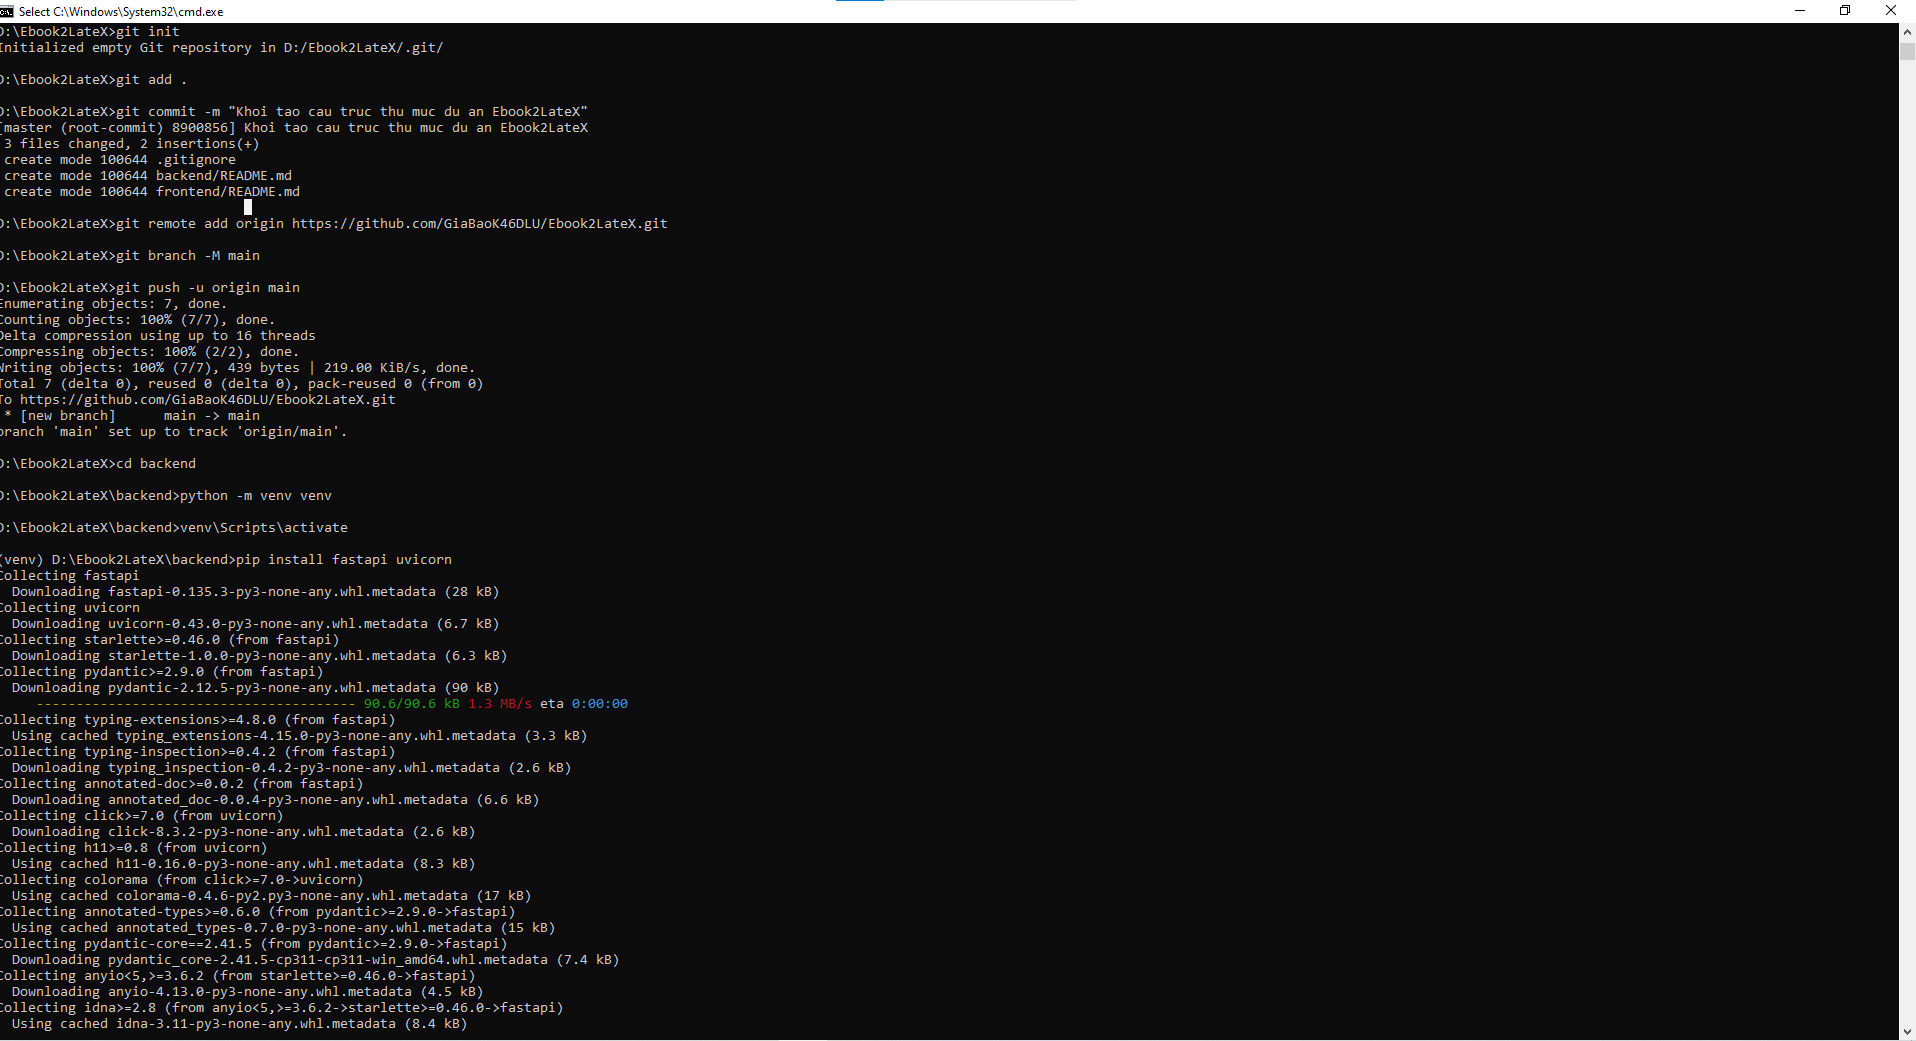 Select C:\Windows\System32\cmd.exe
D:\Ebook2LateX>git init
Initialized empty Git repository in D:/Ebook2LateX/.git/
D:\Ebook2LateX>git add .
D:\Ebook2LateX>git commit -m "Khoi tao cau truc thu muc du an Ebook2LateX"
[master (root-commit) 8900856] Khoi tao cau truc thu muc du an Ebook2LateX
3 files changed, 2 insertions(+)
create mode 100644 .gitignore
create mode 100644 backend/README.md
create mode 100644 frontend/README.md
D:\Ebook2LateX>git remote add origin https://github.com/GiaBaoK46DLU/Ebook2LateX.git
D:\Ebook2LateX>git branch -M main
D:\Ebook2LateX>git push -u origin main
Enumerating objects: 7, done.
Counting objects: 100% (7/7), done.
Delta compression using up to 16 threads
Compressing objects: 100% (2/2), done.
Writing objects: 100% (7/7), 439 bytes | 219.00 KiB/s, done.
Total 7 (delta 0), reused 0 (delta 0), pack-reused 0 (from 0)
To https://github.com/GiaBaoK46DLU/Ebook2LateX.git
* [new branch]      main -> main
branch 'main' set up to track 'origin/main'.
D:\Ebook2LateX>cd backend
D:\Ebook2LateX\backend>python -m venv venv
D:\Ebook2LateX\backend>venv\Scripts\activate
(venv) D:\Ebook2LateX\backend>pip install fastapi uvicorn
Collecting fastapi
Downloading fastapi-0.135.3-py3-none-any.whl.metadata (28 kB)
Collecting uvicorn
Downloading uvicorn-0.43.0-py3-none-any.whl.metadata (6.7 kB)
Collecting starlette>=0.46.0 (from fastapi)
Downloading starlette-1.0.0-py3-none-any.whl.metadata (6.3 kB)
Collecting pydantic>=2.9.0 (from fastapi)
Downloading pydantic-2.12.5-py3-none-any.whl.metadata (90 kB)
---------------------------------------- 90.6/90.6 kB 1.3 MB/s eta 0:00:00
Collecting typing-extensions>=4.8.0 (from fastapi)
Using cached typing_extensions-4.15.0-py3-none-any.whl.metadata (3.3 kB)
Collecting typing-inspection>=0.4.2 (from fastapi)
Downloading typing_inspection-0.4.2-py3-none-any.whl.metadata (2.6 kB)
Collecting annotated-doc>=0.0.2 (from fastapi)
Downloading annotated_doc-0.0.4-py3-none-any.whl.metadata (6.6 kB)
Collecting click>=7.0 (from uvicorn)
Downloading click-8.3.2-py3-none-any.whl.metadata (2.6 kB)
Collecting h11>=0.8 (from uvicorn)
Using cached h11-0.16.0-py3-none-any.whl.metadata (8.3 kB)
Collecting colorama (from click>=7.0->uvicorn)
Using cached colorama-0.4.6-py2.py3-none-any.whl.metadata (17 kB)
Collecting annotated-types>=0.6.0 (from pydantic>=2.9.0->fastapi)
Using cached annotated_types-0.7.0-py3-none-any.whl.metadata (15 kB)
Collecting pydantic-core==2.41.5 (from pydantic>=2.9.0->fastapi)
Downloading pydantic_core-2.41.5-cp311-cp311-win_amd64.whl.metadata (7.4 kB)
Collecting anyio<5,>=3.6.2 (from starlette>=0.46.0->fastapi)
Downloading anyio-4.13.0-py3-none-any.whl.metadata (4.5 kB)
Collecting idna>=2.8 (from anyio<5,>=3.6.2->starlette>=0.46.0->fastapi)
Using cached idna-3.11-py3-none-any.whl.metadata (8.4 kB)